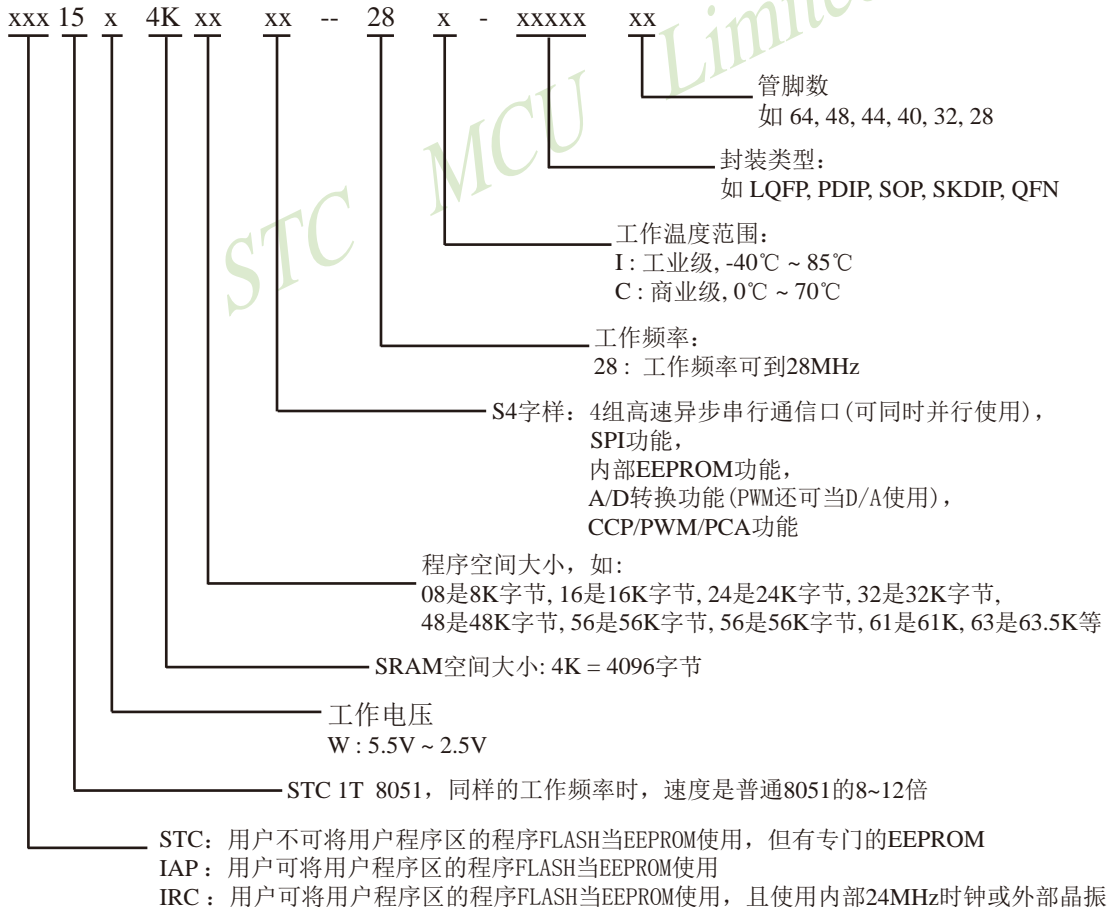 xxx 15 x 4K xx xx -- 28 x - xxxxx xx
管脚数
如 64, 48, 44, 40, 32, 28
封装类型：
如 LQFP, PDIP, SOP, SKDIP, QFN
工作温度范围：
I : 工业级, -40℃ ~ 85℃
C : 商业级, 0℃ ~ 70℃
工作频率：
28 : 工作频率可到28MHz
S4字样：4组高速异步串行通信口(可同时并行使用)，
SPI功能，
内部EEPROM功能，
A/D转换功能(PWM还可当D/A使用)，
CCP/PWM/PCA功能
程序空间大小，如:
08是8K字节, 16是16K字节, 24是24K字节, 32是32K字节,
48是48K字节, 56是56K字节, 56是56K字节, 61是61K, 63是63.5K等
SRAM空间大小: 4K = 4096字节
工作电压
W : 5.5V ~ 2.5V
STC 1T 8051，同样的工作频率时，速度是普通8051的8~12倍
STC：用户不可将用户程序区的程序FLASH当EEPROM使用，但有专门的EEPROM
IAP：用户可将用户程序区的程序FLASH当EEPROM使用
IRC：用户可将用户程序区的程序FLASH当EEPROM使用，且使用内部24MHz时钟或外部晶振
STC MCU Limited